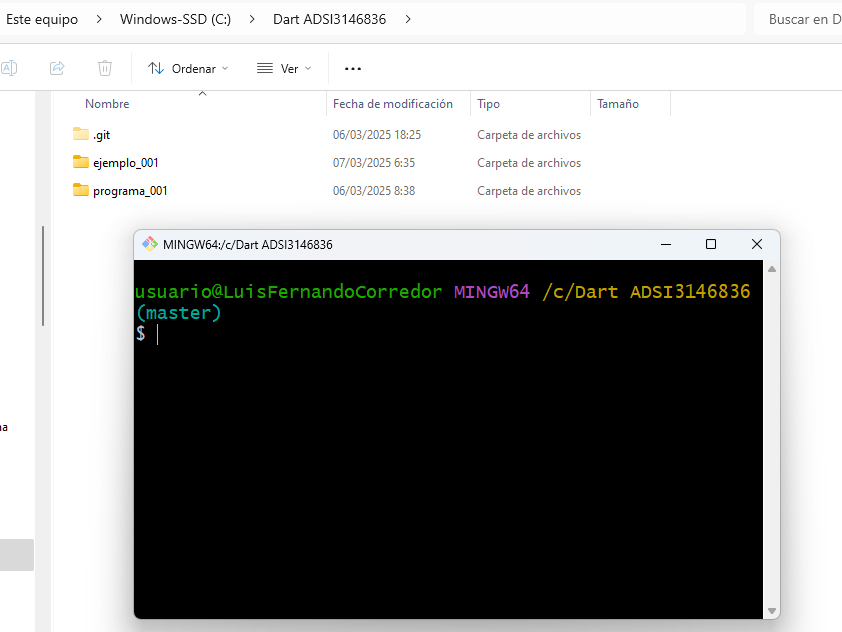 Este equipo > Windows-SSD (C:) > Dart ADSI3146836 >
Buscar en D
Ordenar
Ver
Nombre Fecha de modificación Tipo Tamaño
.git 06/03/2025 18:25 Carpeta de archivos
ejemplo_001 07/03/2025 6:35 Carpeta de archivos
programa_001 06/03/2025 8:38 Carpeta de archivos
MINGW64:/c/Dart ADSI3146836
usuario@LuisFernandoCorredor MINGW64 /c/Dart ADSI3146836
(master)
$
na